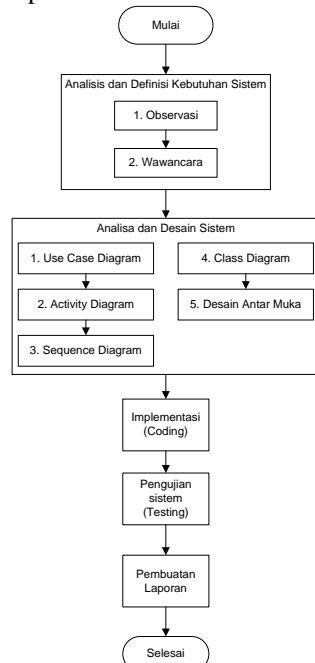 Mulai
Analisis dan Definisi Kebutuhan Sistem
1. Observasi
2. Wawancara
Analisa dan Desain Sistem
1. Use Case Diagram
2. Activity Diagram
3. Sequence Diagram
4. Class Diagram
5. Desain Antar Muka
Implementasi
(Coding)
Pengujian
sistem
(Testing)
Pembuatan
Laporan
Selesai